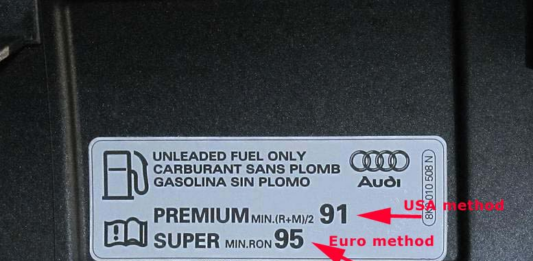 UNLEADED FUEL ONLY
CARBURANT SANS PLOMB
GASOLINA SIN PLOMO
Audi
PREMIUM MIN.(R+M)/2 91
USA method
SUPER MIN.RON 95
Euro method
010 508 N